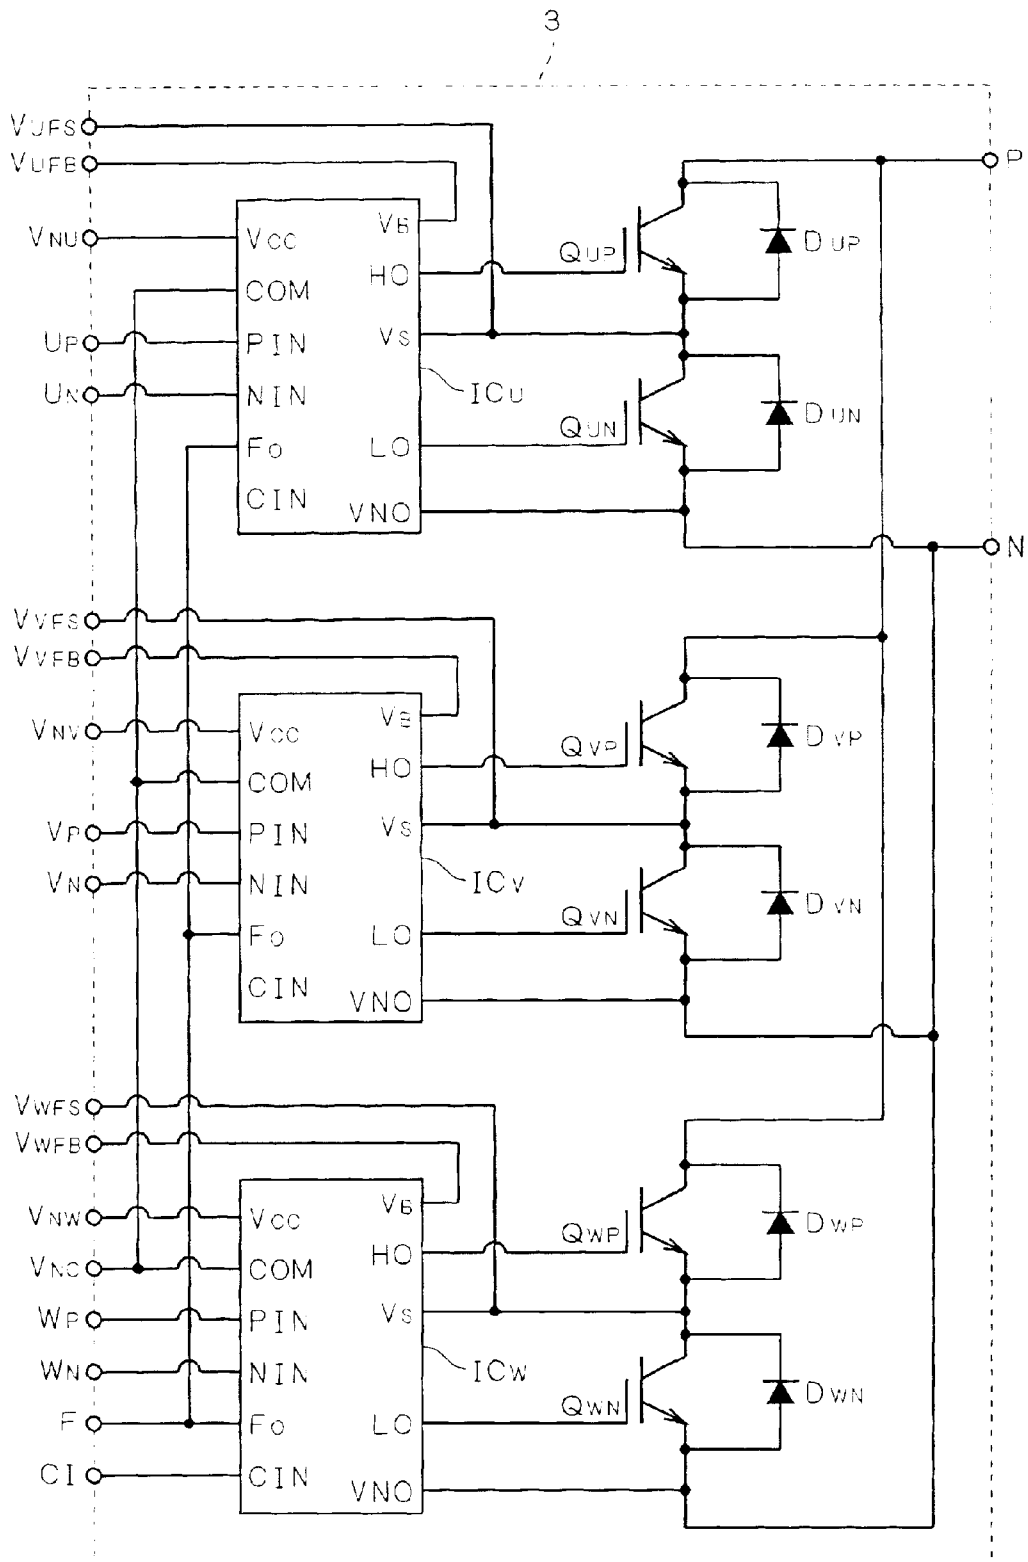 3
VUFS
VUFB
VNU
UP
UN
P
N
VB
VCC
HO
COM
VS
PIN
NIN
LO
FO
CIN
VNO
ICU
QUP
DUP
QUN
DUN
VVFS
VVFB
VNV
VP
VN
VB
VCC
HO
COM
VS
PIN
NIN
LO
FO
CIN
VNO
ICV
QVP
DVP
QVN
DVN
VWFS
VWFB
VNW
VNC
WP
WN
F
CI
VB
VCC
HO
COM
VS
PIN
NIN
LO
FO
CIN
VNO
ICW
QWP
DWP
QWN
DWN